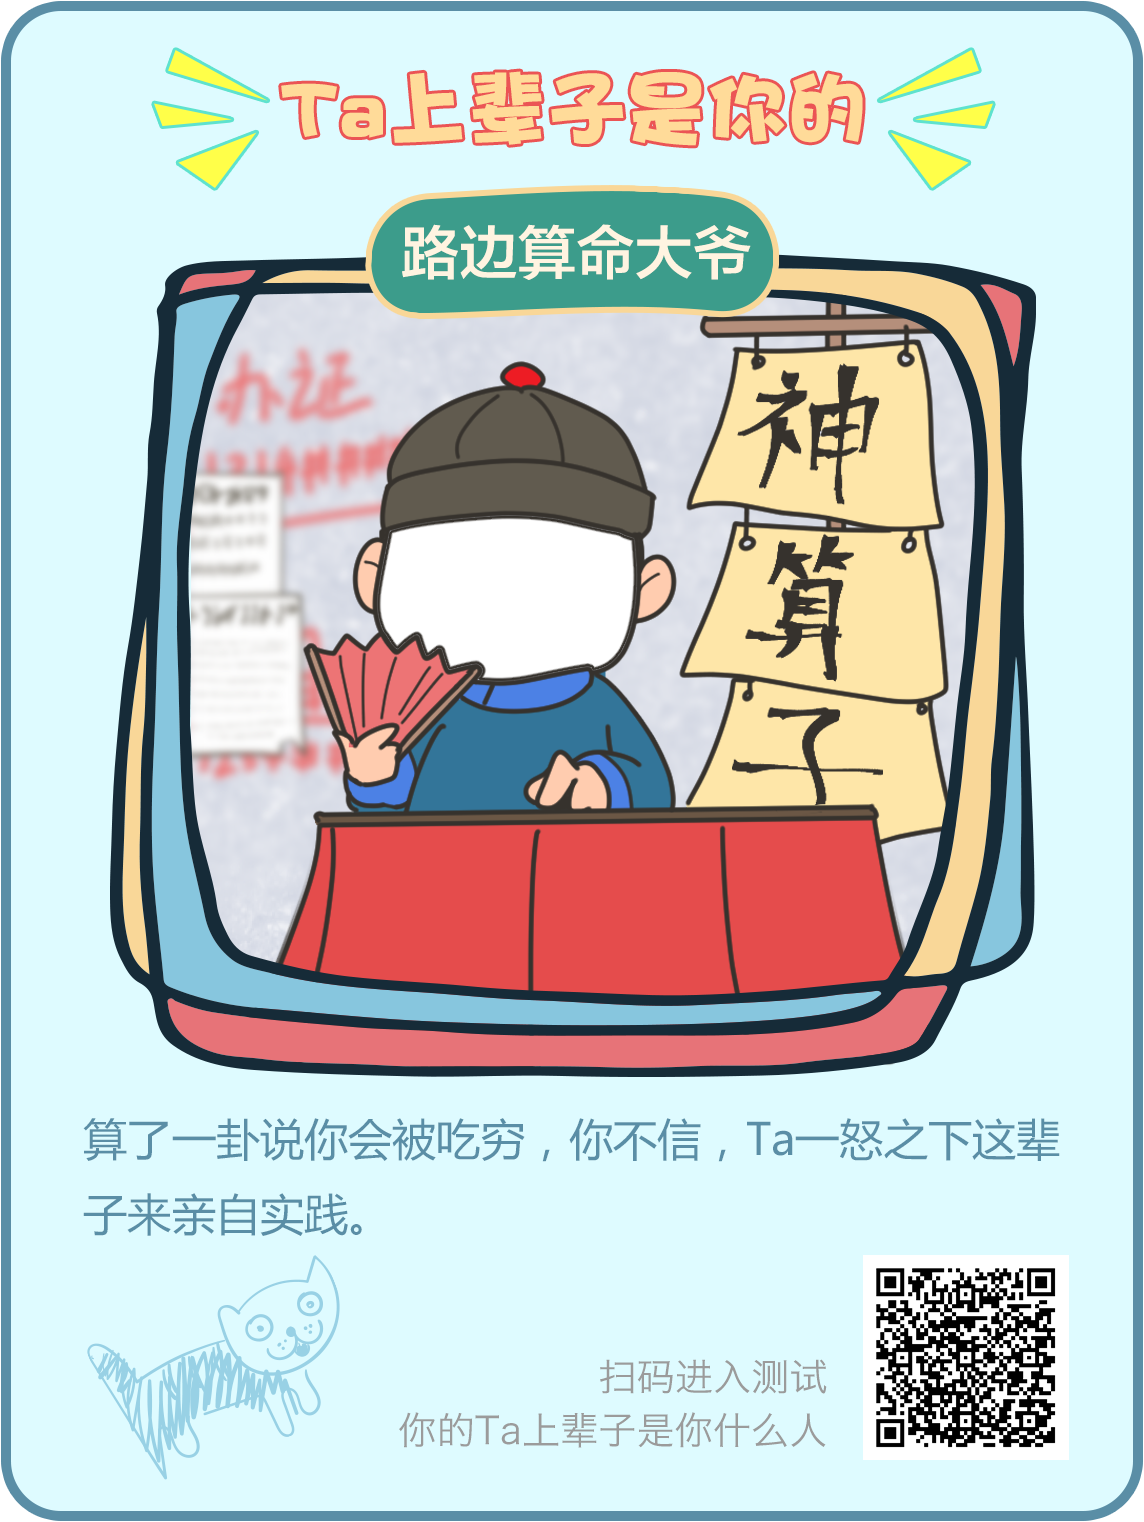 Ta上辈子是你的
路边算命大爷
办证
神
算
子
算了一卦说你会被吃穷，你不信，Ta一怒之下这辈
子来亲自实践。
扫码进入测试
你的Ta上辈子是你什么人